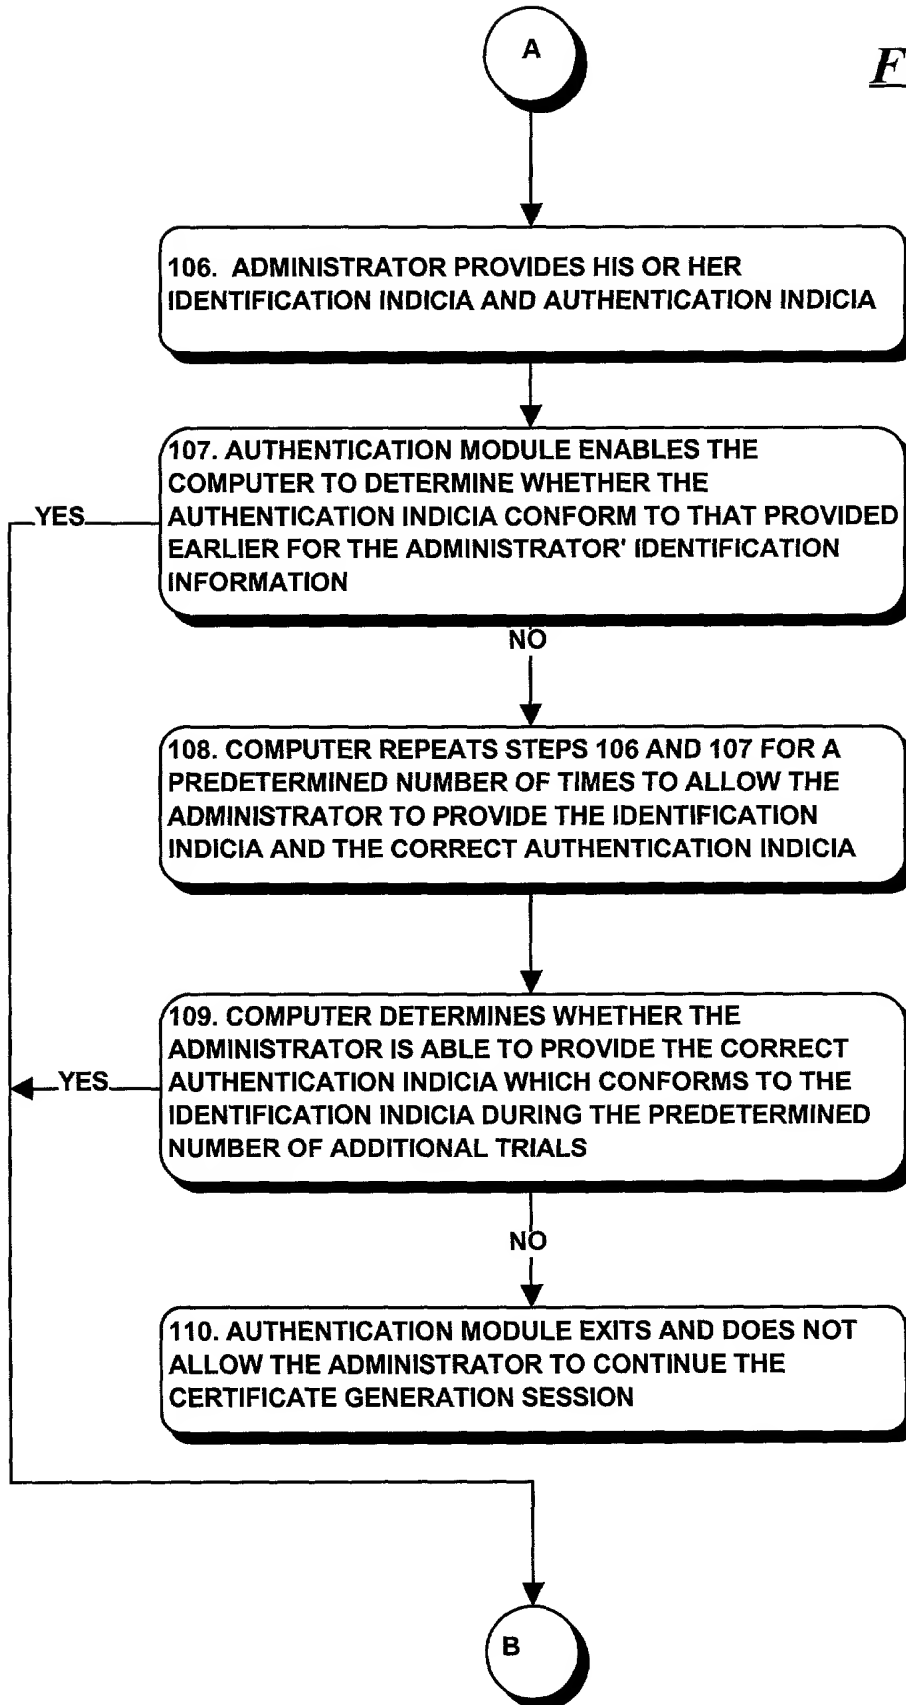 A
F
106. ADMINISTRATOR PROVIDES HIS OR HER
IDENTIFICATION INDICIA AND AUTHENTICATION INDICIA
107. AUTHENTICATION MODULE ENABLES THE
COMPUTER TO DETERMINE WHETHER THE
AUTHENTICATION INDICIA CONFORM TO THAT PROVIDED
EARLIER FOR THE ADMINISTRATOR' IDENTIFICATION
INFORMATION
YES
NO
108. COMPUTER REPEATS STEPS 106 AND 107 FOR A
PREDETERMINED NUMBER OF TIMES TO ALLOW THE
ADMINISTRATOR TO PROVIDE THE IDENTIFICATION
INDICIA AND THE CORRECT AUTHENTICATION INDICIA
109. COMPUTER DETERMINES WHETHER THE
ADMINISTRATOR IS ABLE TO PROVIDE THE CORRECT
AUTHENTICATION INDICIA WHICH CONFORMS TO THE
IDENTIFICATION INDICIA DURING THE PREDETERMINED
NUMBER OF ADDITIONAL TRIALS
YES
NO
110. AUTHENTICATION MODULE EXITS AND DOES NOT
ALLOW THE ADMINISTRATOR TO CONTINUE THE
CERTIFICATE GENERATION SESSION
B